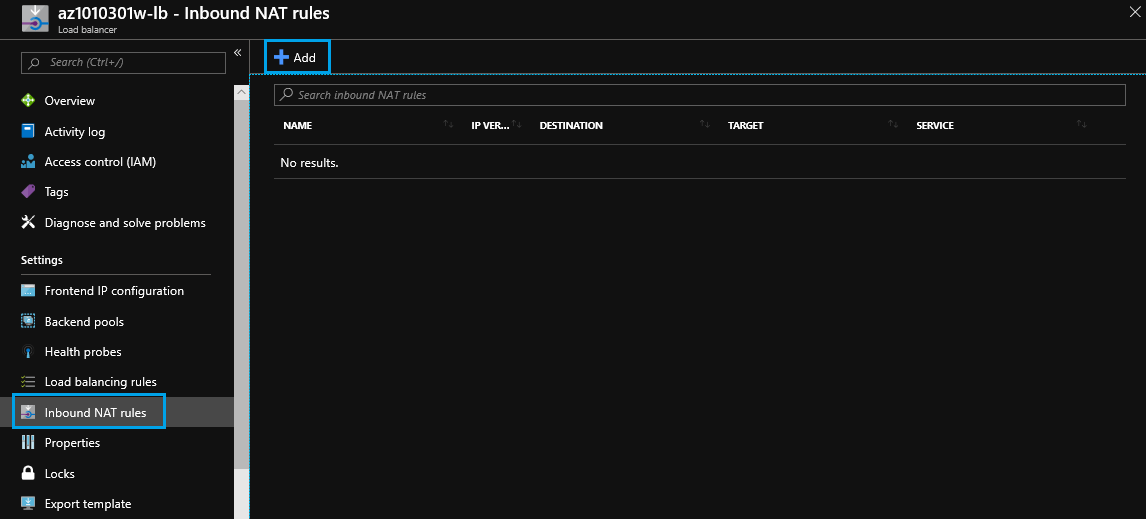 az1010301w-lb - Inbound NAT rules
Load balancer
Search (Ctrl+/)
«
Overview
Activity log
Access control (IAM)
Tags
Diagnose and solve problems
Settings
Frontend IP configuration
Backend pools
Health probes
Load balancing rules
Inbound NAT rules
Properties
Locks
Export template
Add
Search inbound NAT rules
NAME IP VER... DESTINATION TARGET SERVICE
No results.